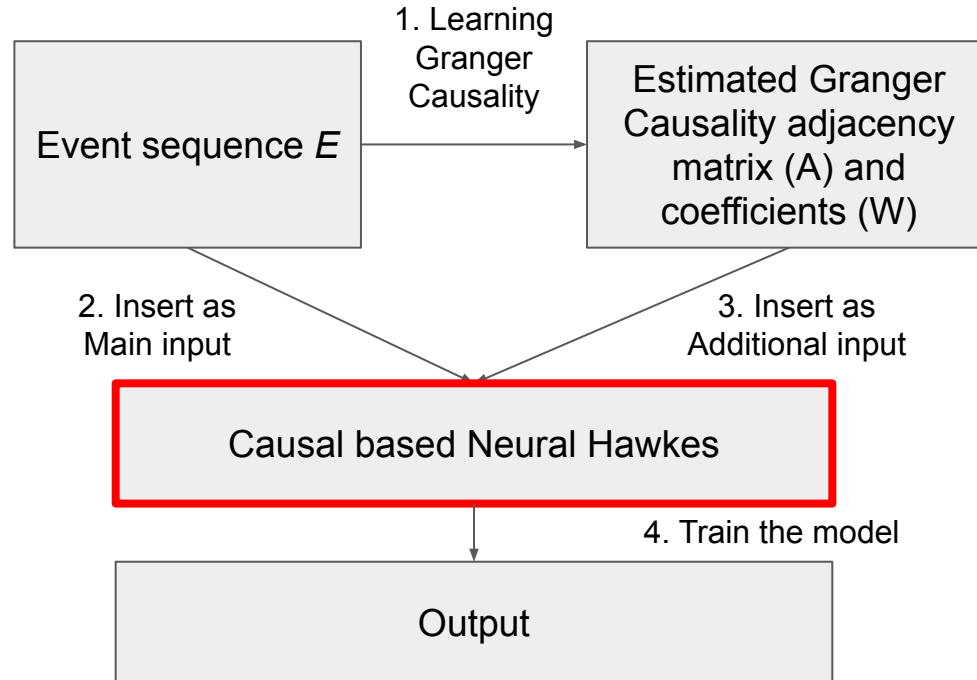 1. Learning
Granger
Causality
Event sequence E
Estimated Granger
Causality adjacency
matrix (A) and
coefficients (W)
2. Insert as
Main input
3. Insert as
Additional input
Causal based Neural Hawkes
4. Train the model
Output